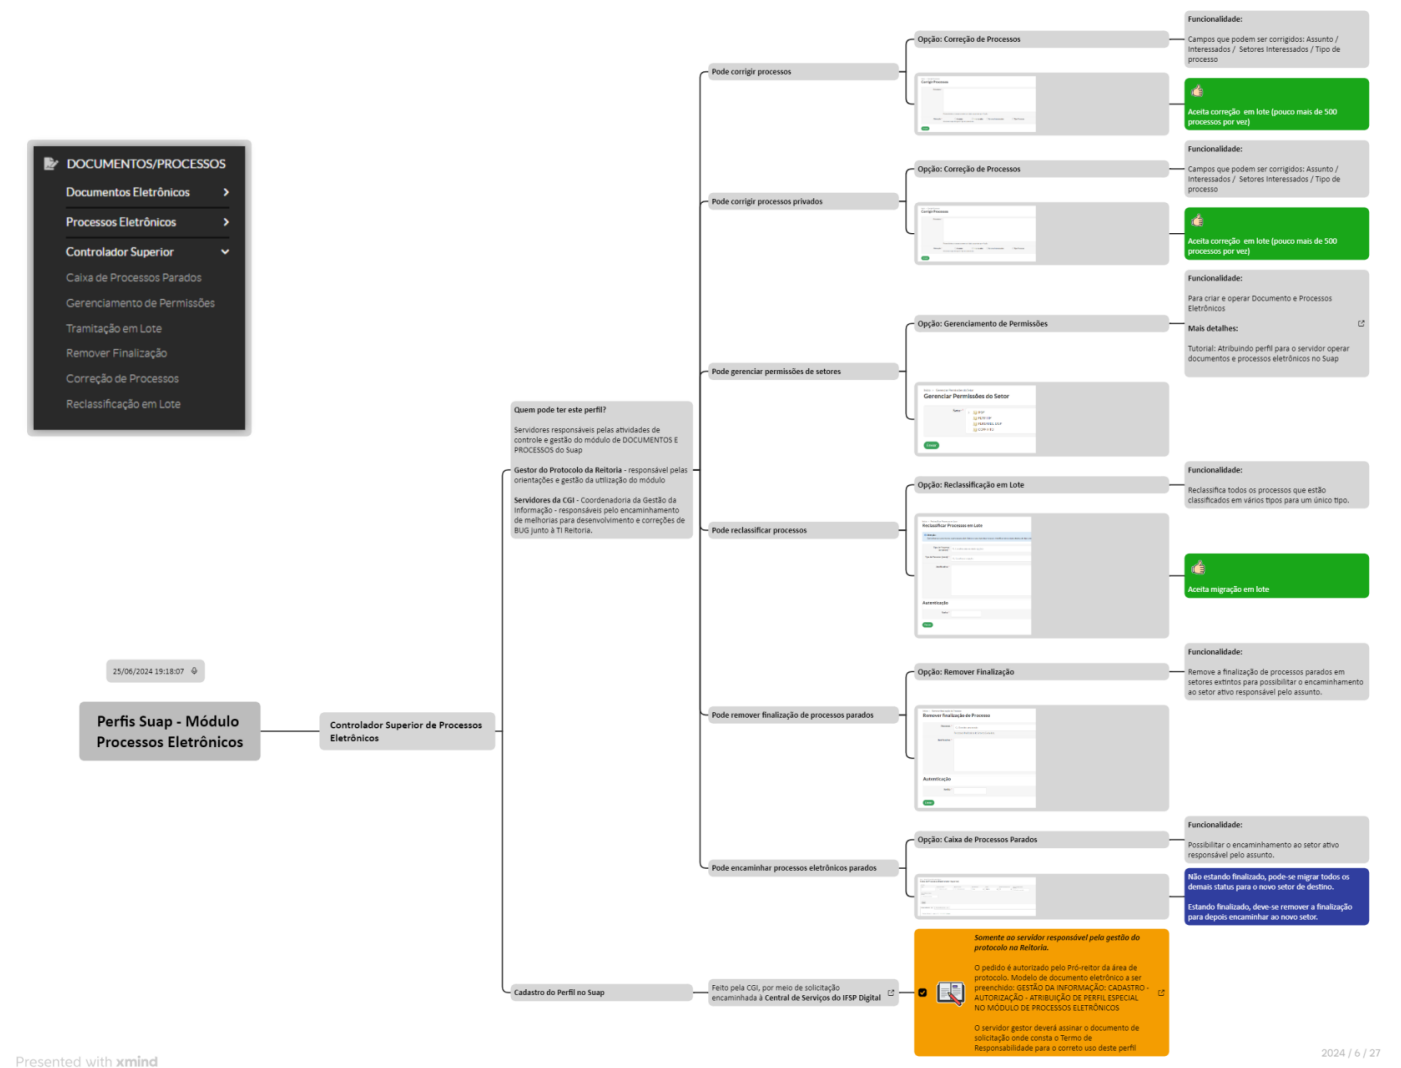 DOCUMENTOS/PROCESSOS
Documentos Eletrônicos
Processos Eletrônicos
Controlador Superior
Caixa de Processos Parados
Gerenciamento de Permissões
Tramitação em Lote
Remover Finalização
Correção de Processos
Reclassificação em Lote
25/06/2024 19:18:07
Perfis Suap - Módulo
Processos Eletrônicos
Controlador Superior de Processos
Eletrônicos
Quem pode ter este perfil?
Servidores responsáveis pelas atividades de
controle e gestão do módulo de DOCUMENTOS E
PROCESSOS do Suap
Gestor do Protocolo da Reitoria - responsável pelas
orientações e gestão da utilização do módulo
Servidores da CGI - Coordenadoria da Gestão da
Informação - responsáveis pelo encaminhamento
de melhorias para desenvolvimento e correções de
BUG junto à TI Reitoria.
Pode corrigir processos
Opção: Correção de Processos
Funcionalidade:
Campos que podem ser corrigidos: Assunto /
Interessados / Setores Interessados / Tipo de
processo
Corrigir Processos
Aceita correção em lote (pouco mais de 500
processos por vez)
Pode corrigir processos privados
Opção: Correção de Processos
Funcionalidade:
Campos que podem ser corrigidos: Assunto /
Interessados / Setores Interessados / Tipo de
processo
Corrigir Processos
Aceita correção em lote (pouco mais de 500
processos por vez)
Pode gerenciar permissões de setores
Opção: Gerenciamento de Permissões
Funcionalidade:
Para criar e operar Documento e Processos
Eletrônicos
Mais detalhes:
Tutorial: Atribuindo perfil para o servidor operar
documentos e processos eletrônicos no Suap
Gerenciar Permissões do Setor
Pode reclassificar processos
Opção: Reclassificação em Lote
Funcionalidade:
Reclassifica todos os processos que estão
classificados em vários tipos para um único tipo.
Reclassificar Processos em Lote
Autenticação
Aceita migração em lote
Pode remover finalização de processos parados
Opção: Remover Finalização
Funcionalidade:
Remove a finalização de processos parados em
setores extintos para possibilitar o encaminhamento
ao setor ativo responsável pelo assunto.
Remover Finalização de Processo
Autenticação
Pode encaminhar processos eletrônicos parados
Opção: Caixa de Processos Parados
Funcionalidade:
Possibilitar o encaminhamento ao setor ativo
responsável pelo assunto.
Não estando finalizado, pode-se migrar todos os
demais status para o novo setor de destino.
Estando finalizado, deve-se remover a finalização
para depois encaminhar ao novo setor.
Cadastro do Perfil no Suap
Feito pela CGI, por meio de solicitação
encaminhada à Central de Serviços do IFSP Digital
Somente ao servidor responsável pela gestão do
protocolo na Reitoria.
O pedido é autorizado pelo Pró-reitor da área de
protocolo. Modelo de documento eletrônico a ser
preenchido: GESTÃO DA INFORMAÇÃO: CADASTRO -
AUTORIZAÇÃO - ATRIBUIÇÃO DE PERFIL ESPECIAL
NO MÓDULO DE PROCESSOS ELETRÔNICOS
O servidor gestor deverá assinar o documento de
solicitação onde consta o Termo de
Responsabilidade para o correto uso deste perfil
Presented with xmind
2024 / 6 / 27